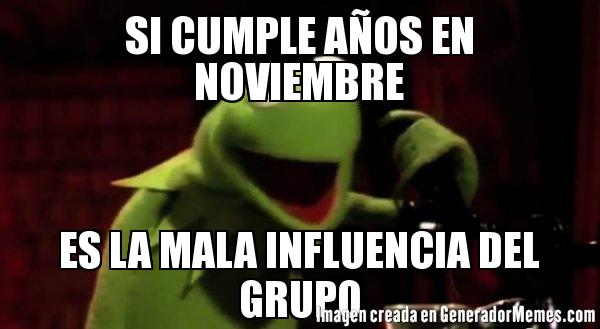 SI CUMPLE AÑOS EN
NOVIEMBRE
ES LA MALA INFLUENCIA DEL
GRUPO
Imagen creada en GeneradorMemes.com